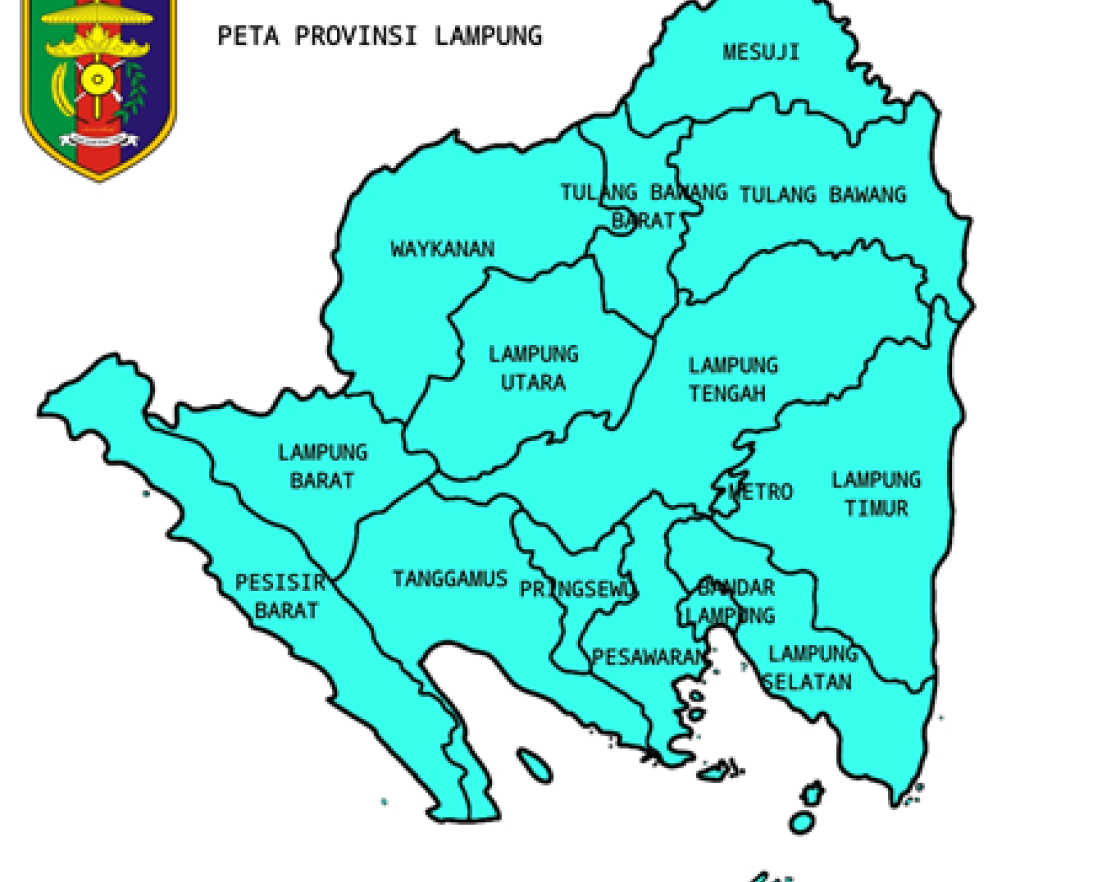 PETA PROVINSI LAMPUNG
MESUJI
TULANG BAWANG
BARAT
TULANG BAWANG
WAYKANAN
LAMPUNG
UTARA
LAMPUNG
TENGAH
LAMPUNG
BARAT
METRO
LAMPUNG
TIMUR
PESISIR
BARAT
TANGGAMUS
PRINGSEWU
BANDAR
LAMPUNG
PESAWARAN
LAMPUNG
SELATAN